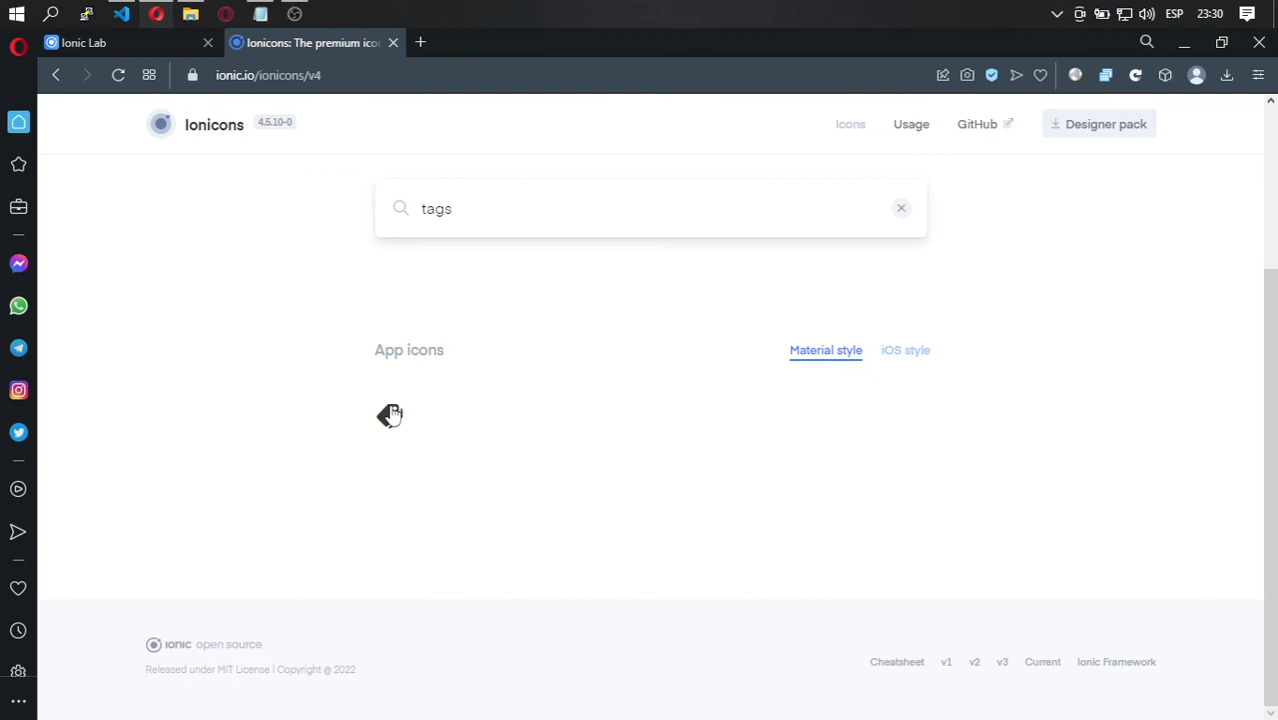 ESP
23:30
Ionic Lab
Ionicons: The premium icon
ionic.io/ionicons/v4
Ionicons
4.5.10-0
Icons
Usage
GitHub
Designer pack
tags
App icons
Material style
iOS style
ionic open source
Released under MIT License | Copyright @ 2022
Cheatsheet
v1
v2
v3
Current
Ionic Framework